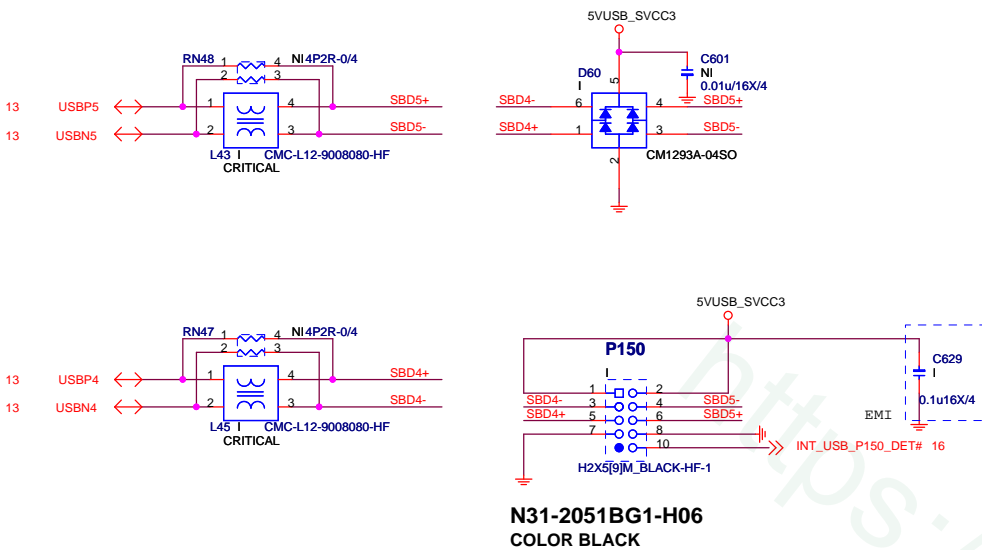 5VUSB_SVCC3
RN48 1 4 NI 4P2R-0/4
2 3
C601
NI
0.01u/16X/4
D60
I
5
13 USBP5 1 4 SBD5+
13 USBN5 2 3 SBD5-
L43 I CMC-L12-9008080-HF
CRITICAL
SBD4- 6 4 SBD5+
SBD4+ 1 3 SBD5-
2
CM1293A-04SO
5VUSB_SVCC3
RN47 1 4 NI 4P2R-0/4
2 3
13 USBP4 1 4 SBD4+
13 USBN4 2 3 SBD4-
L45 I CMC-L12-9008080-HF
CRITICAL
P150
I
C629
I
0.1u16X/4
EMI
1 2
SBD4- 3 4 SBD5-
SBD4+ 5 6 SBD5+
7 8
10 INT_USB_P150_DET# 16
H2X5[9]M_BLACK-HF-1
N31-2051BG1-H06
COLOR BLACK
https: